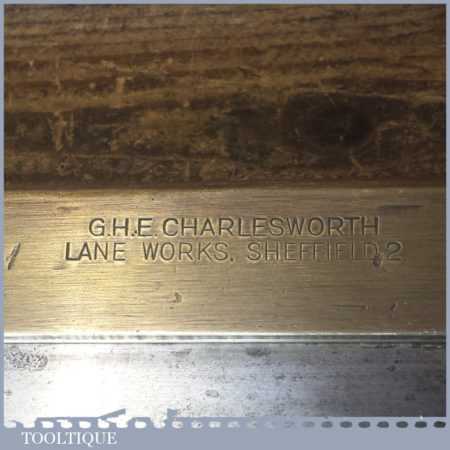 G.H.E. CHARLESWORTH
LANE WORKS, SHEFFIELD 2
TOOLTIQUE